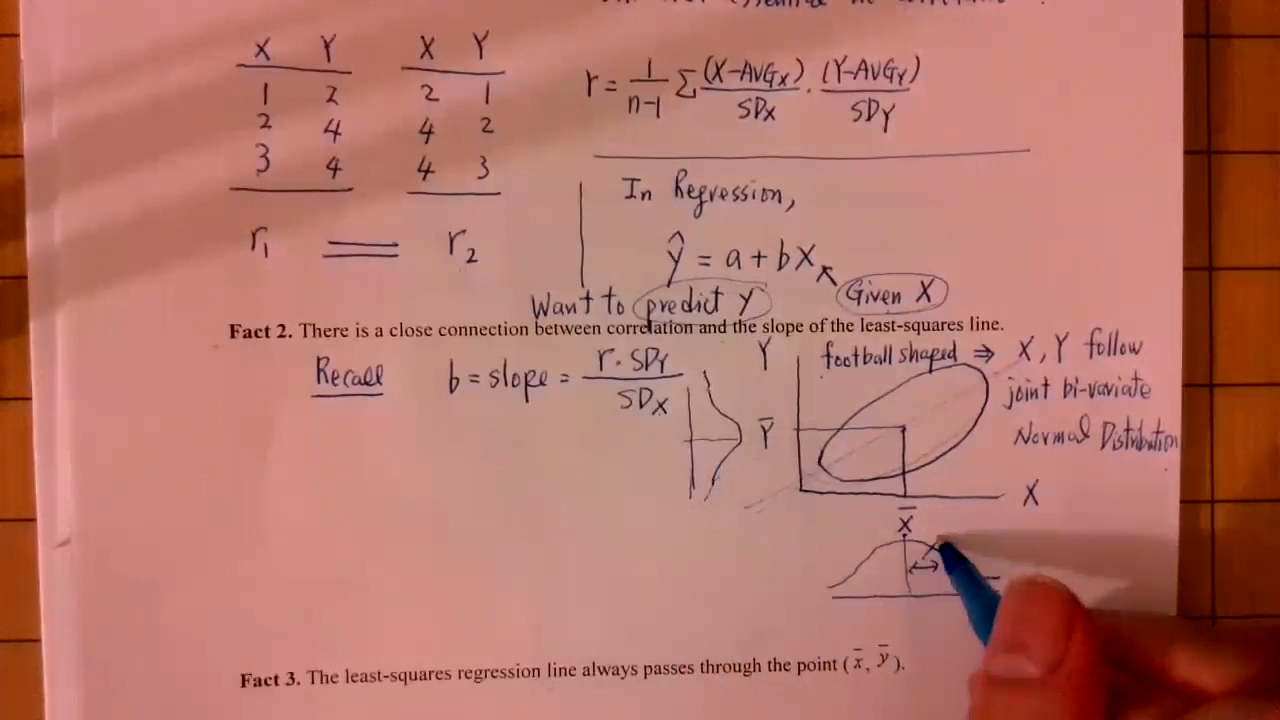 X Y X Y
1 2 2 1
2 4 4 2
3 4 4 3
r₁ = r₂
r = 1/(n-1) Σ (X-AVGx)/SDx · (Y-AVGY)/SDY
In Regression,
Ŷ = a + bX
Given X
Want to predict Y
Fact 2. There is a close connection between correlation and the slope of the least-squares line.
Recall b = slope = r · SDY / SDX
Y football shaped ⇒ X, Y follow
joint bi-variate
Ȳ Normal Distribution
X
X̄
Fact 3. The least-squares regression line always passes through the point (x̄, ȳ).